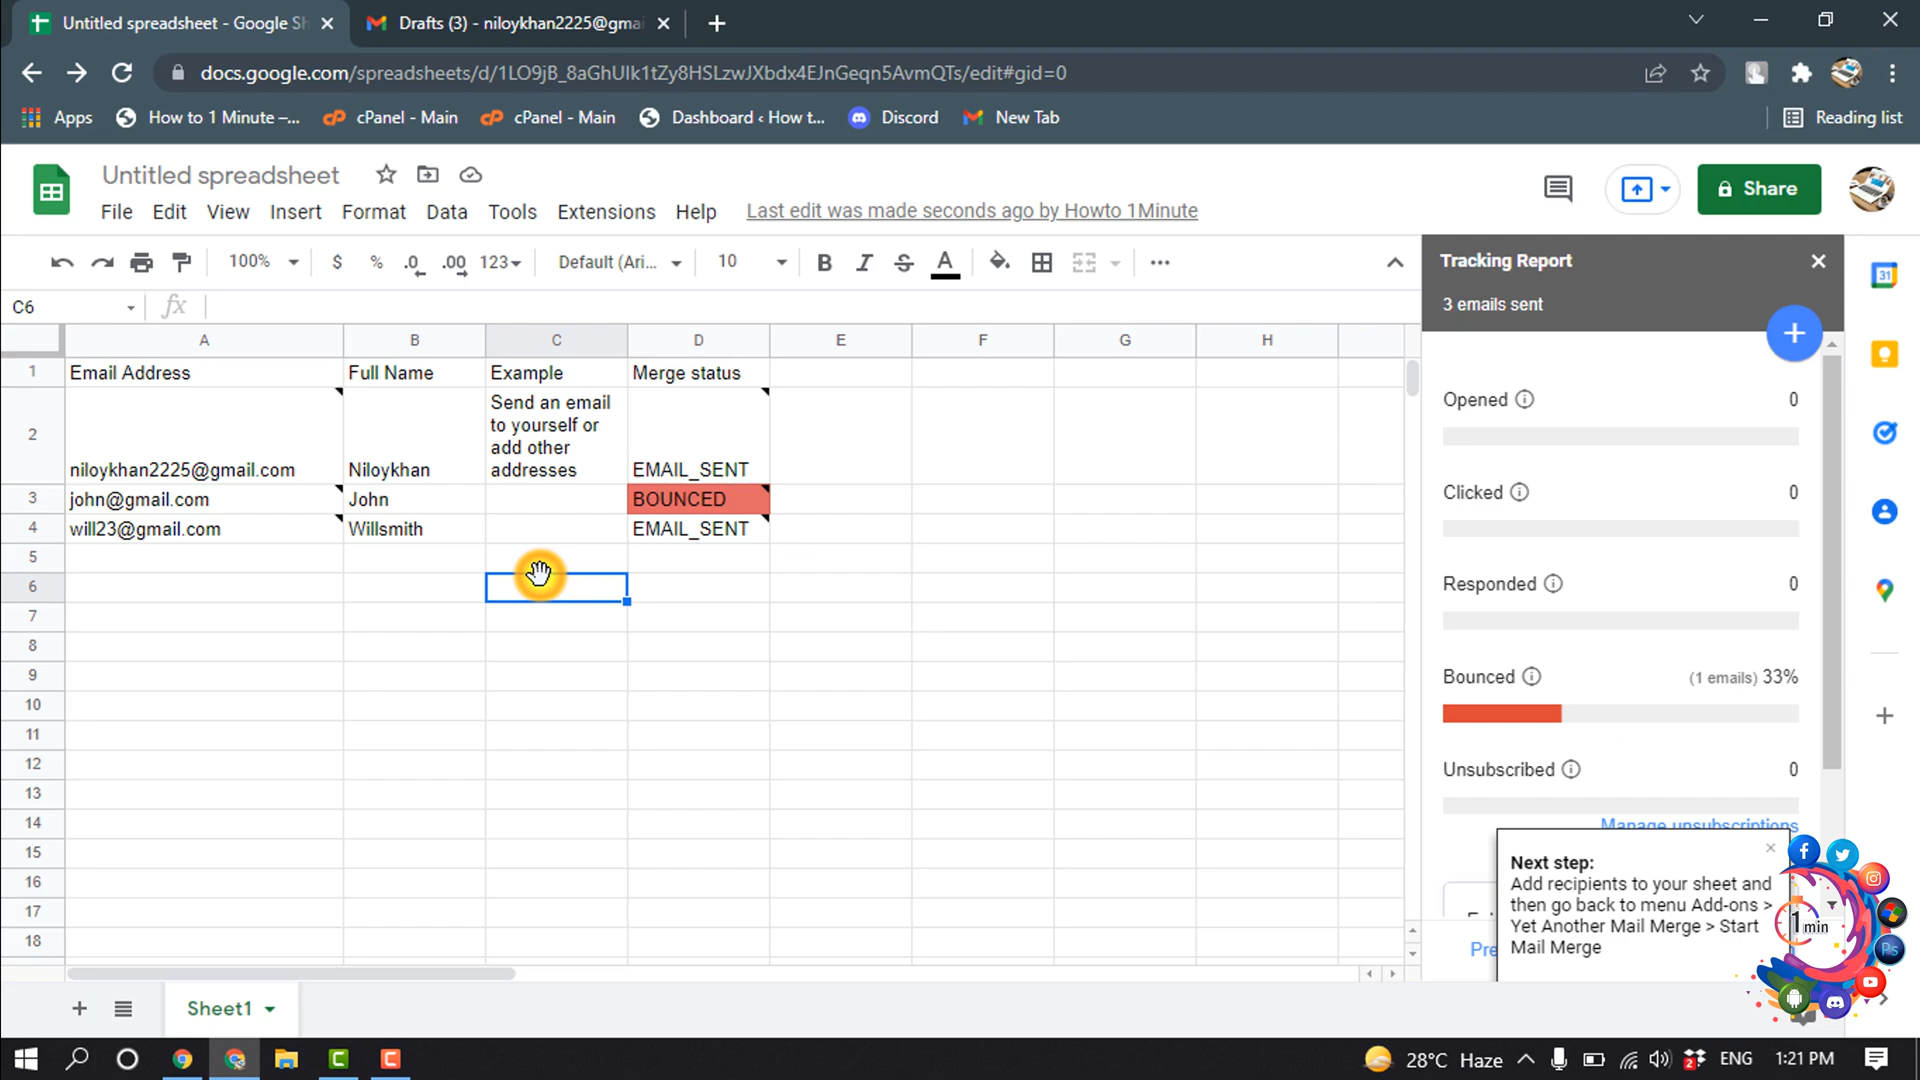 Untitled spreadsheet - Google Sh
Drafts (3) - niloykhan2225@gmai
docs.google.com/spreadsheets/d/1LO9jB_8aGhUIk1tZy8HSLzwJXbdx4EJnGeqn5AvmQTs/edit#gid=0
Apps
How to 1 Minute –...
cPanel - Main
cPanel - Main
Dashboard ‹ How t...
Discord
New Tab
Reading list
Untitled spreadsheet
Share
File Edit View Insert Format Data Tools Extensions Help
Last edit was made seconds ago by Howto 1Minute
100% $ % .0 .00 123 Default (Ari... 10 B I S A
Tracking Report
3 emails sent
C6 fx
A B C D E F G H
1 Email Address Full Name Example Merge status
Send an email
to yourself or
add other
2 niloykhan2225@gmail.com Niloykhan addresses EMAIL_SENT
3 john@gmail.com John BOUNCED
4 will23@gmail.com Willsmith EMAIL_SENT
5
6
7
8
9
10
11
12
13
14
15
16
17
18
31
Opened 0
Clicked 0
Responded 0
Bounced (1 emails) 33%
Unsubscribed 0
Manage unsubscriptions
Next step:
Add recipients to your sheet and
then go back to menu Add-ons >
Yet Another Mail Merge > Start
Mail Merge
1 min
Ps
Sheet1
28°C Haze
2
ENG
1:21 PM